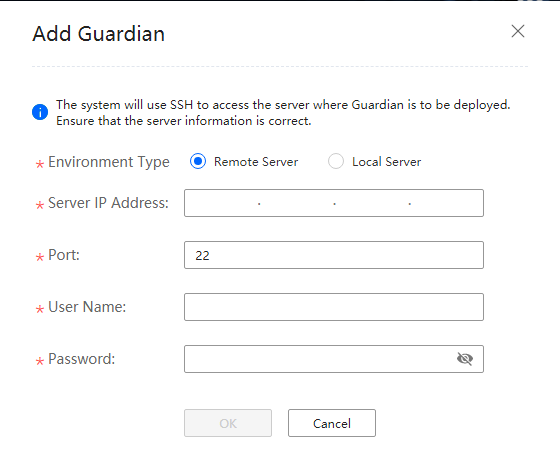 Add Guardian
The system will use SSH to access the server where Guardian is to be deployed.
Ensure that the server information is correct.
* Environment Type Remote Server Local Server
* Server IP Address: . . .
* Port: 22
* User Name:
* Password:
OK Cancel